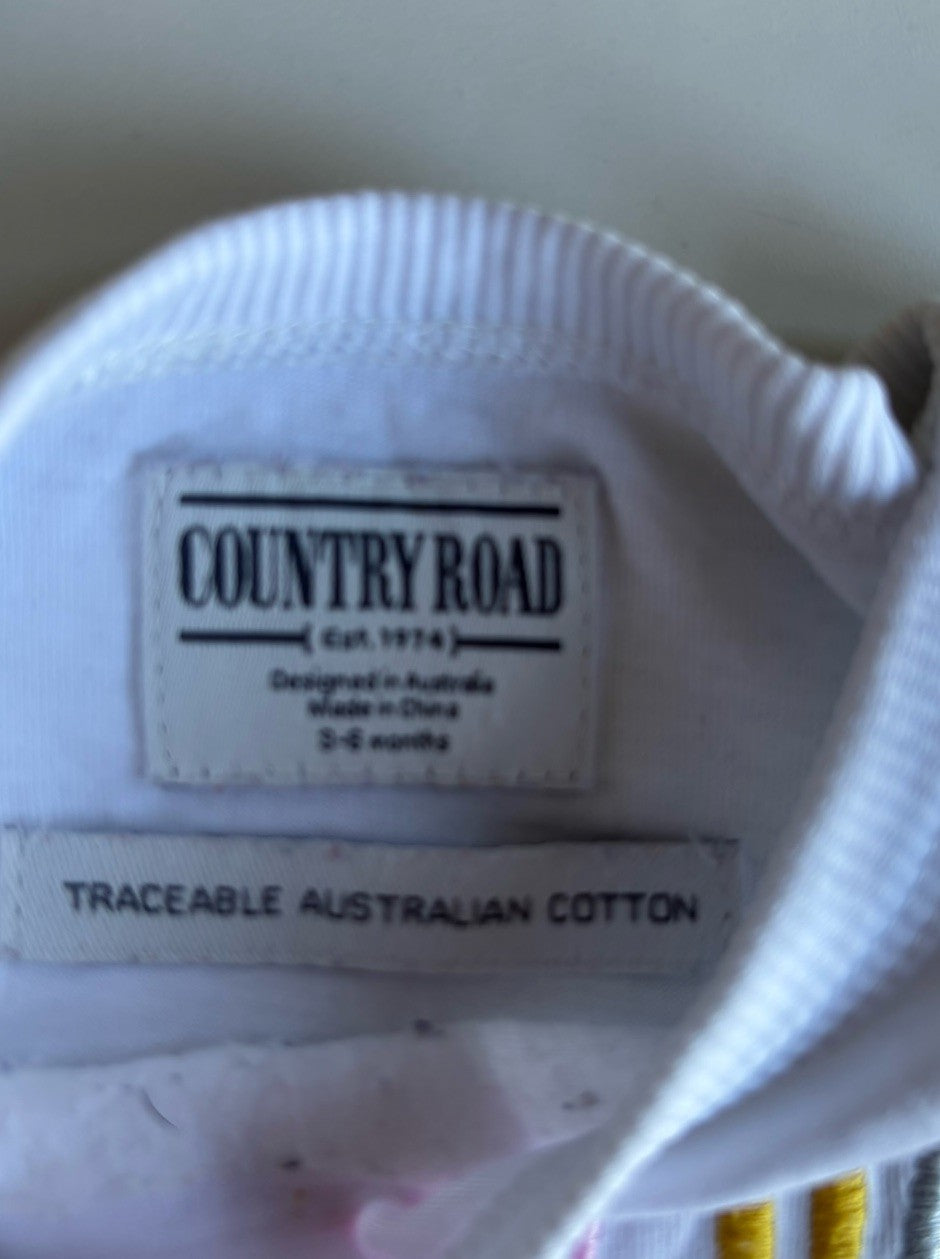 COUNTRY ROAD
Est. 1974
Designed in Australia
Made in China
3-6 months
TRACEABLE AUSTRALIAN COTTON